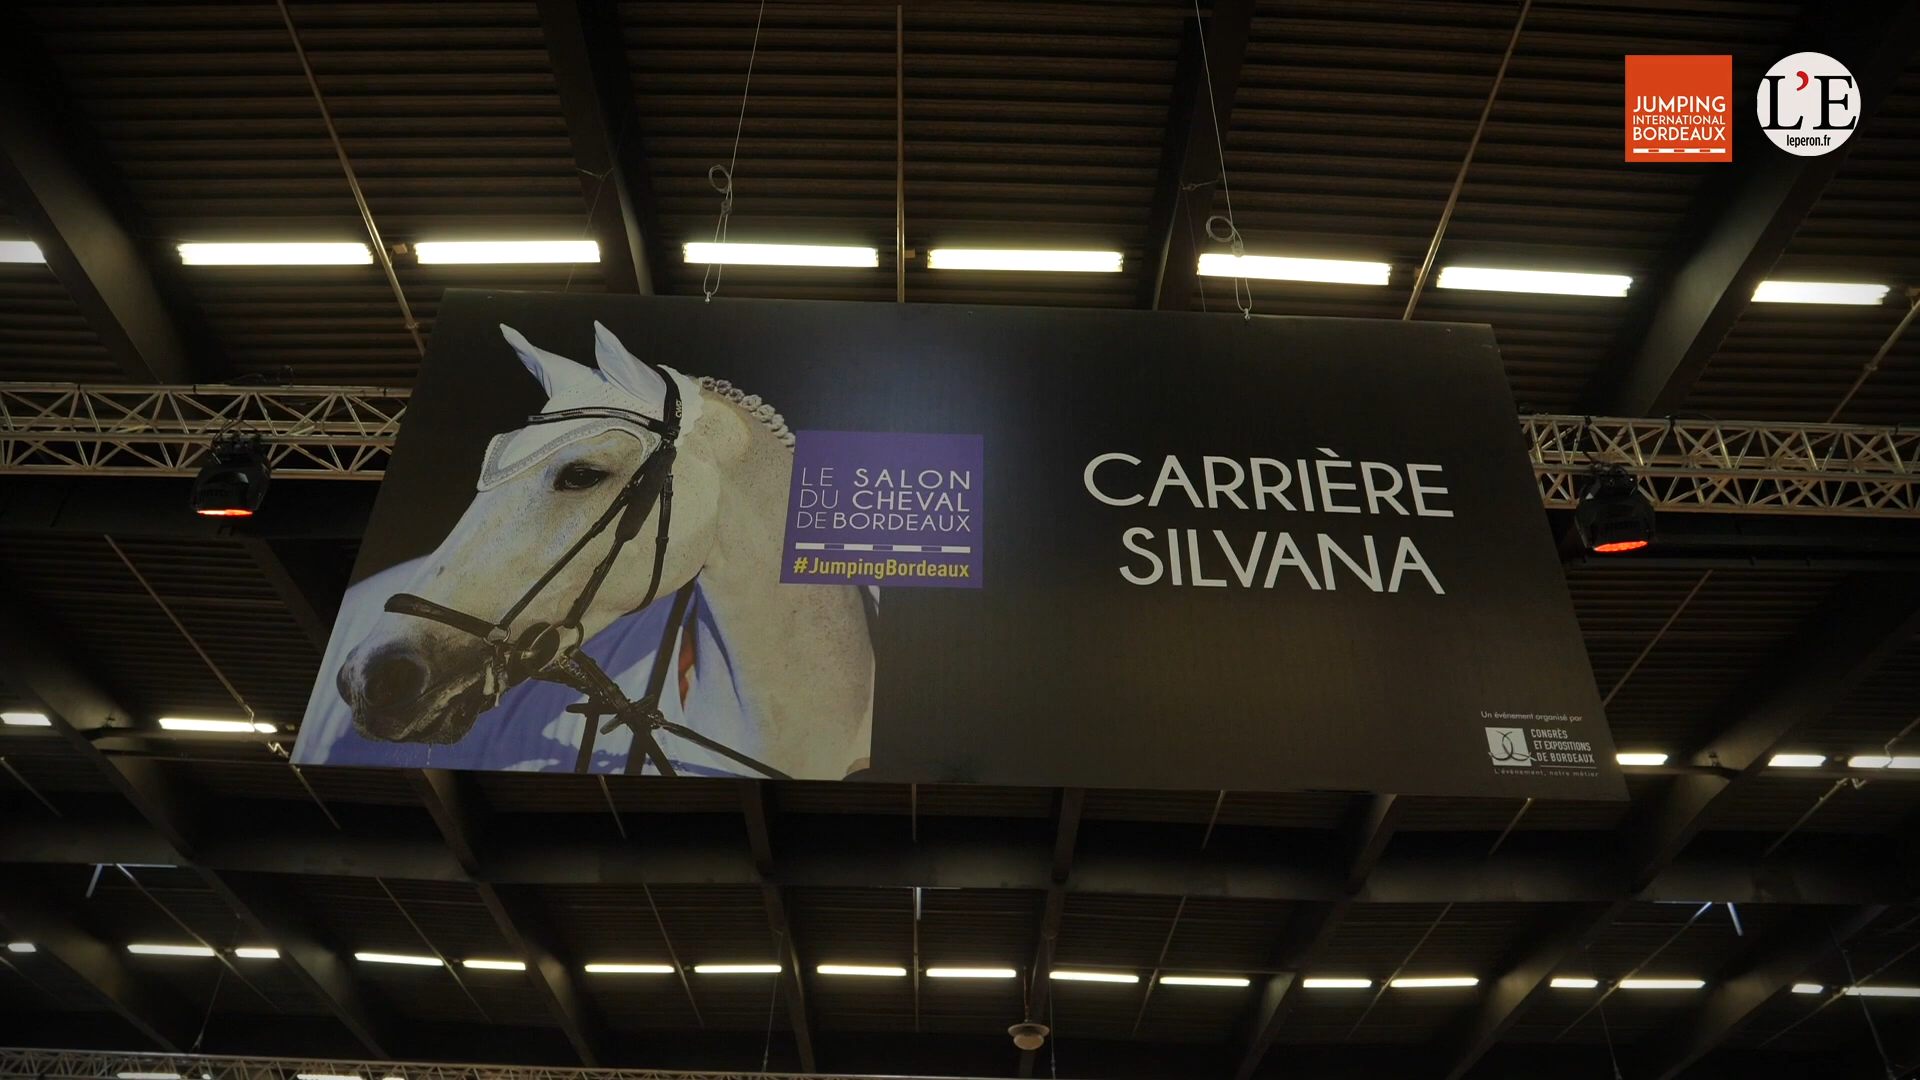 JUMPING
INTERNATIONAL
BORDEAUX
L'E
leperon.fr
LE SALON
DU CHEVAL
DE BORDEAUX
#JumpingBordeaux
CARRIÈRE
SILVANA
Un événement organisé par
CONGRÈS
ET EXPOSITIONS
DE BORDEAUX
L'événement, notre métier
CWD